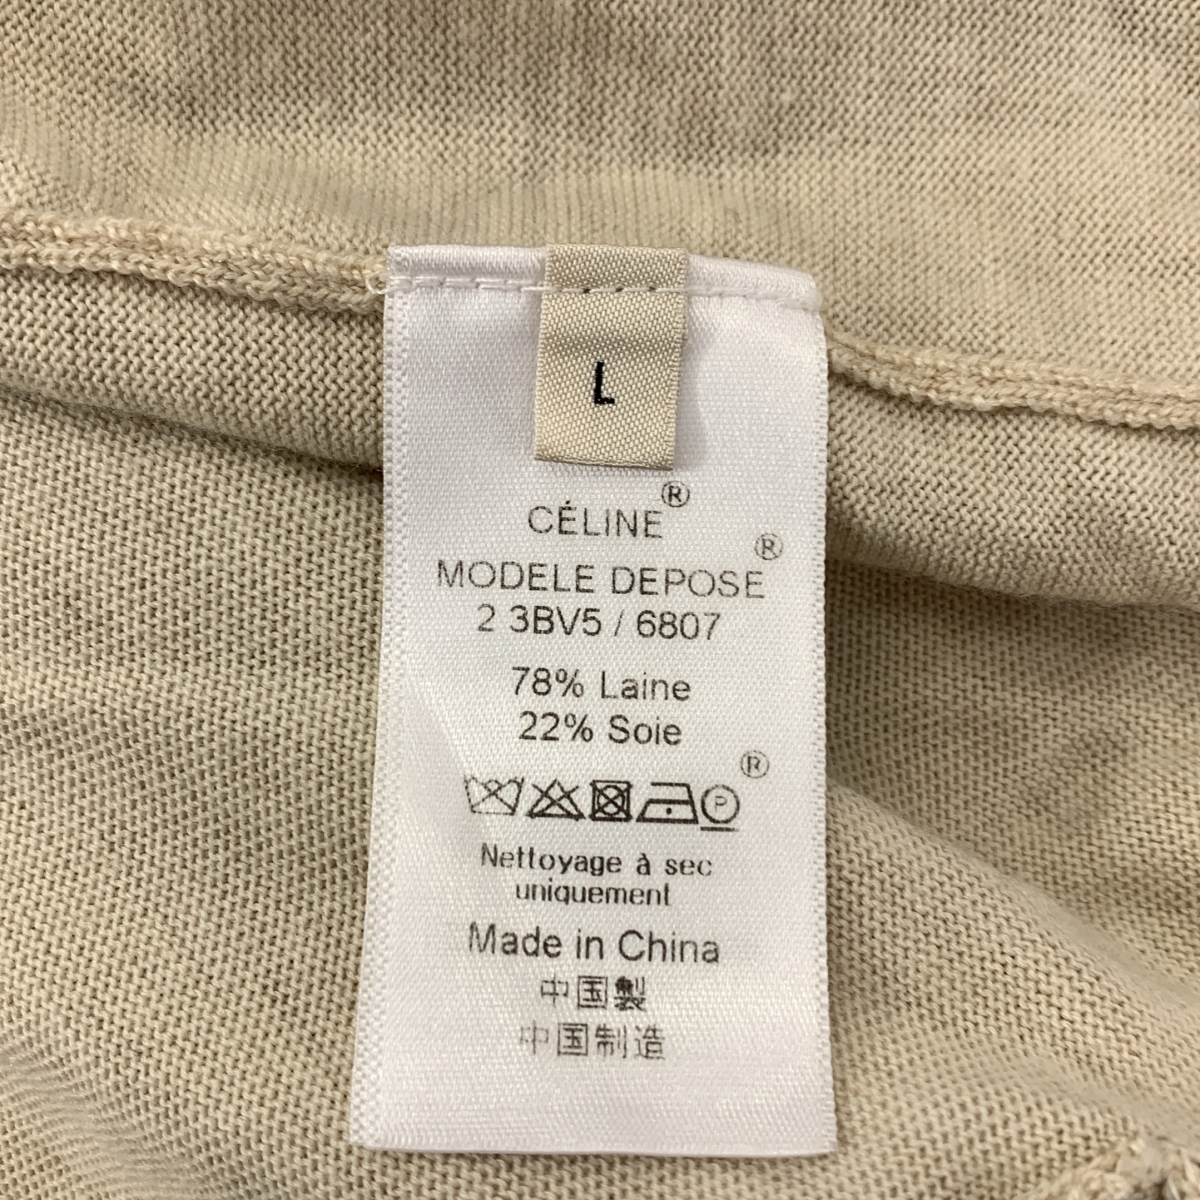 L
CÉLINE®
MODELE DEPOSE®
2 3BV5 / 6807
78% Laine
22% Soie
P ®
Nettoyage à sec
uniquement
Made in China
中国製
中国制造